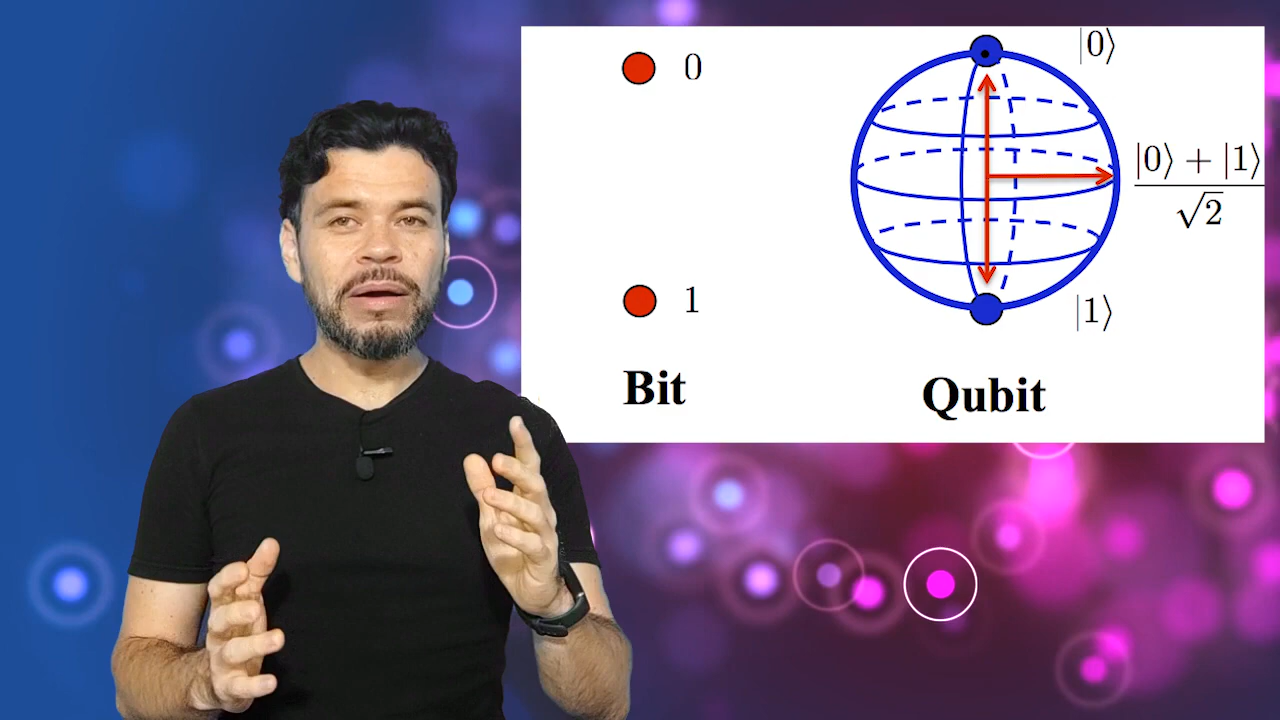 0
1
Bit
|0⟩
|0⟩ + |1⟩
√2
|1⟩
Qubit